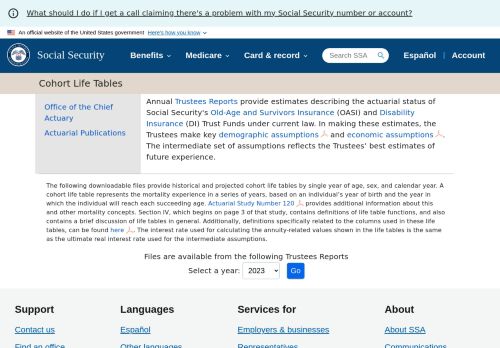 What should I do if I get a call claiming there's a problem with my Social Security number or account?
An official website of the United States government Here's how you know
Social Security
Benefits
Medicare
Card & record
Search SSA
Español
Account
Cohort Life Tables
Office of the Chief
Actuary
Actuarial Publications
Annual Trustees Reports provide estimates describing the actuarial status of
Social Security's Old-Age and Survivors Insurance (OASI) and Disability
Insurance (DI) Trust Funds under current law. In making these estimates, the
Trustees make key demographic assumptions and economic assumptions.
The intermediate set of assumptions reflects the Trustees' best estimates of
future experience.
The following downloadable files provide historical and projected cohort life tables by single year of age, sex, and calendar year. A
cohort life table represents the mortality experience in a series of years, based on an individual's year of birth and the year in
which the individual will reach each succeeding age. Actuarial Study Number 120 provides additional information about this
and other mortality concepts. Section IV, which begins on page 3 of that study, contains definitions of life table functions, and also
contains a brief discussion of life tables in general. Additionally, definitions specifically related to the columns used in these life
tables, can be found here. The interest rate used for calculating the annuity-related values shown in the life tables is the same
as the ultimate real interest rate used for the intermediate assumptions.
Files are available from the following Trustees Reports
Select a year: 2023 Go
Support
Languages
Services for
About
Contact us
Español
Employers & businesses
About SSA
Find an office
Other languages
Representatives
Communications